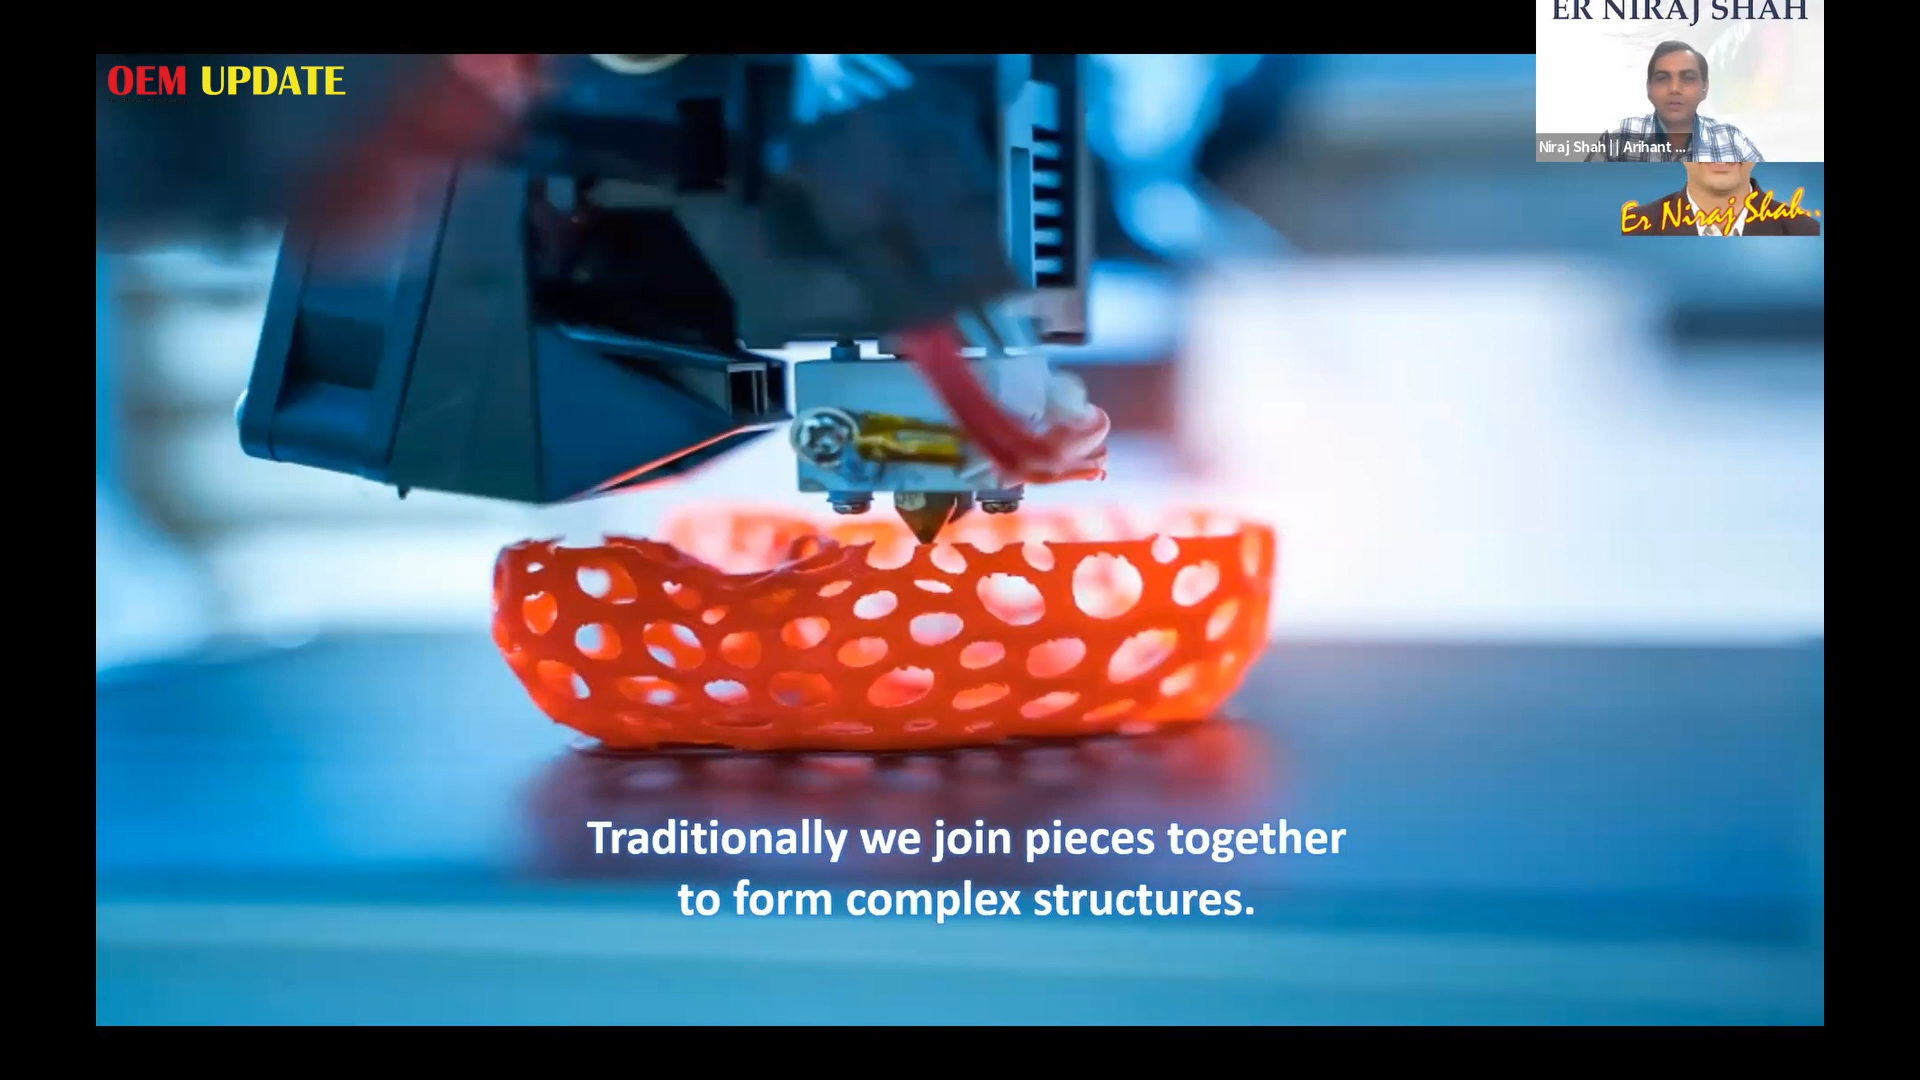 ER NIRAJ SHAH
OEM UPDATE
Niraj Shah || Arihant ...
Er Niraj Shah..
Traditionally we join pieces together
to form complex structures.